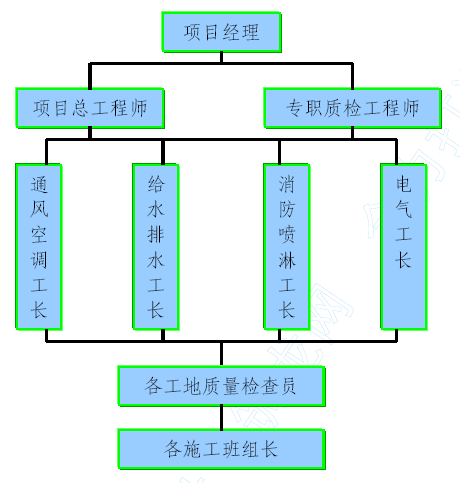 项目经理
项目总工程师
专职质检工程师
通风空调工长
给水排水工长
消防喷淋工长
电气工长
各工地质量检查员
各施工班组长